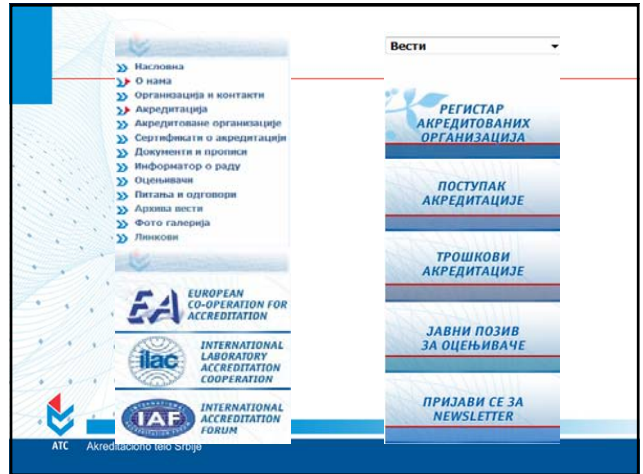 Насловна
О нама
Организација и контакти
Акредитација
Акредитоване организације
Сертификати о акредитацији
Документи и прописи
Информатор о раду
Оцењивачи
Питања и одговори
Архива вести
Фото галерија
Линкови
EA
EUROPEAN
CO-OPERATION FOR
ACCREDITATION
ilac
INTERNATIONAL
LABORATORY
ACCREDITATION
COOPERATION
IAF
INTERNATIONAL
ACCREDITATION
FORUM
Вести
РЕГИСТАР
АКРЕДИТОВАНИХ
ОРГАНИЗАЦИЈА
ПОСТУПАК
АКРЕДИТАЦИЈЕ
ТРОШКОВИ
АКРЕДИТАЦИЈЕ
ЈАВНИ ПОЗИВ
ЗА ОЦЕЊИВАЧЕ
ПРИЈАВИ СЕ ЗА
NEWSLETTER
ATC Akreditaciono telo Srbije